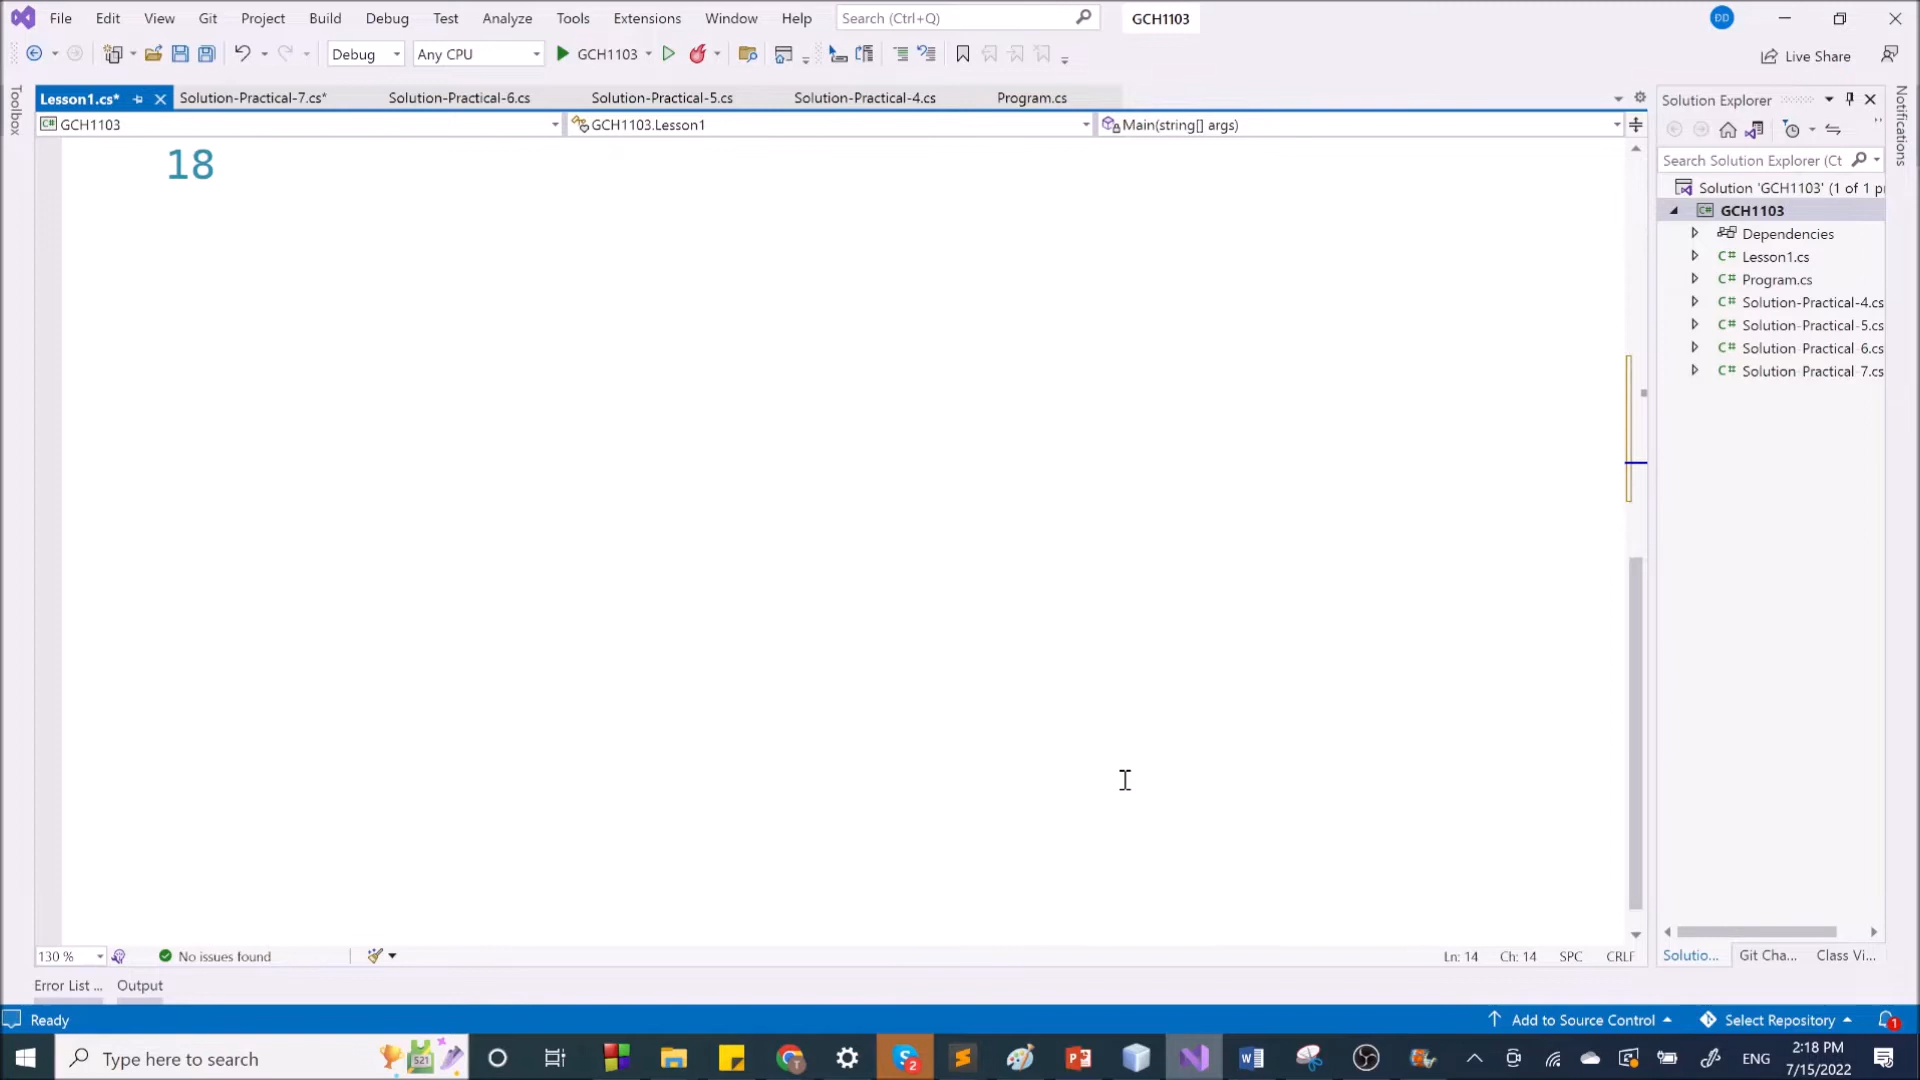 File Edit View Git Project Build Debug Test Analyze Tools Extensions Window Help Search (Ctrl+Q) GCH1103 ĐD
Debug Any CPU GCH1103 Live Share
Toolbox
Lesson1.cs* Solution-Practical-7.cs* Solution-Practical-6.cs Solution-Practical-5.cs Solution-Practical-4.cs Program.cs
GCH1103 GCH1103.Lesson1 Main(string[] args)
18
Solution Explorer
Search Solution Explorer (Ct
Solution 'GCH1103' (1 of 1 pr
GCH1103
Dependencies
Lesson1.cs
Program.cs
Solution-Practical-4.cs
Solution-Practical-5.cs
Solution-Practical-6.cs
Solution-Practical-7.cs
Notifications
130 % No issues found Ln: 14 Ch: 14 SPC CRLF
Solutio... Git Cha... Class Vi...
Error List ... Output
Ready Add to Source Control Select Repository 1
Type here to search 521 2 ENG 2:18 PM
7/15/2022